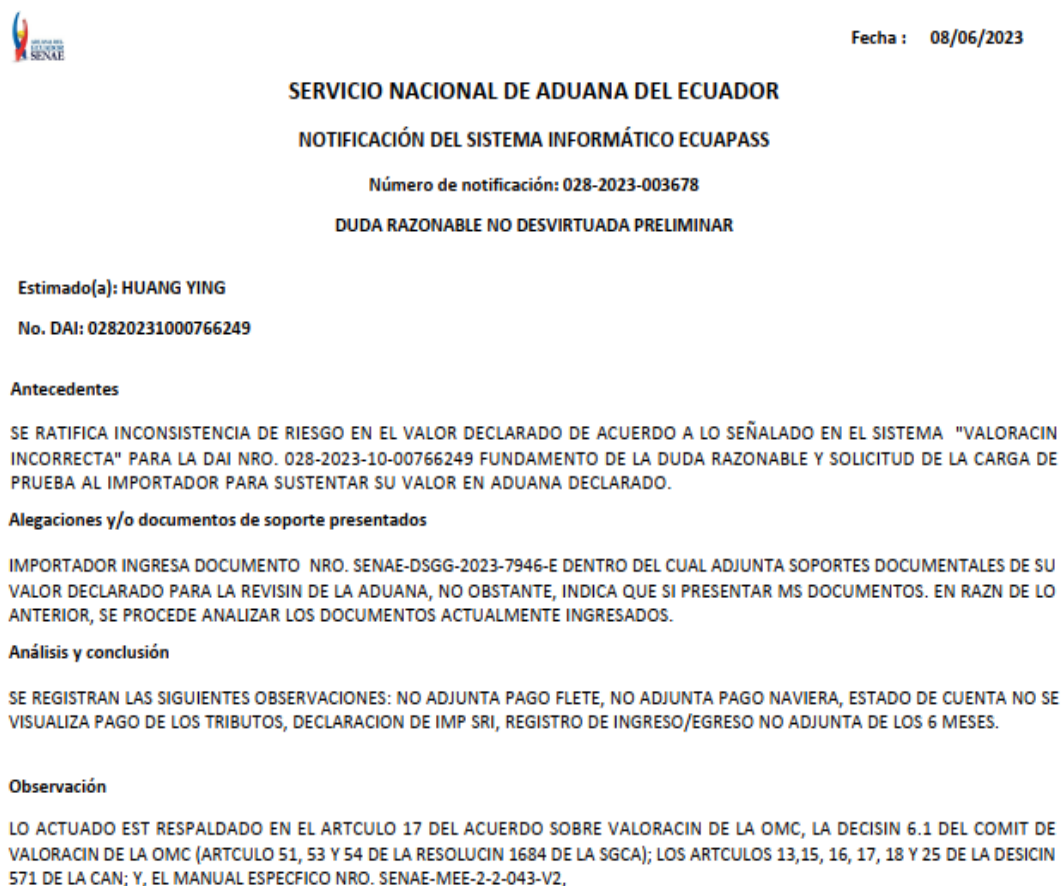 ADUANA DEL
ECUADOR
SENAE
Fecha : 08/06/2023
SERVICIO NACIONAL DE ADUANA DEL ECUADOR
NOTIFICACIÓN DEL SISTEMA INFORMÁTICO ECUAPASS
Número de notificación: 028-2023-003678
DUDA RAZONABLE NO DESVIRTUADA PRELIMINAR
Estimado(a): HUANG YING
No. DAI: 02820231000766249
Antecedentes
SE RATIFICA INCONSISTENCIA DE RIESGO EN EL VALOR DECLARADO DE ACUERDO A LO SEÑALADO EN EL SISTEMA "VALORACIN
INCORRECTA" PARA LA DAI NRO. 028-2023-10-00766249 FUNDAMENTO DE LA DUDA RAZONABLE Y SOLICITUD DE LA CARGA DE
PRUEBA AL IMPORTADOR PARA SUSTENTAR SU VALOR EN ADUANA DECLARADO.
Alegaciones y/o documentos de soporte presentados
IMPORTADOR INGRESA DOCUMENTO NRO. SENAE-DSGG-2023-7946-E DENTRO DEL CUAL ADJUNTA SOPORTES DOCUMENTALES DE SU
VALOR DECLARADO PARA LA REVISIN DE LA ADUANA, NO OBSTANTE, INDICA QUE SI PRESENTAR MS DOCUMENTOS. EN RAZN DE LO
ANTERIOR, SE PROCEDE ANALIZAR LOS DOCUMENTOS ACTUALMENTE INGRESADOS.
Análisis y conclusión
SE REGISTRAN LAS SIGUIENTES OBSERVACIONES: NO ADJUNTA PAGO FLETE, NO ADJUNTA PAGO NAVIERA, ESTADO DE CUENTA NO SE
VISUALIZA PAGO DE LOS TRIBUTOS, DECLARACION DE IMP SRI, REGISTRO DE INGRESO/EGRESO NO ADJUNTA DE LOS 6 MESES.
Observación
LO ACTUADO EST RESPALDADO EN EL ARTCULO 17 DEL ACUERDO SOBRE VALORACIN DE LA OMC, LA DECISIN 6.1 DEL COMIT DE
VALORACIN DE LA OMC (ARTCULO 51, 53 Y 54 DE LA RESOLUCIN 1684 DE LA SGCA); LOS ARTCULOS 13,15, 16, 17, 18 Y 25 DE LA DESICIN
571 DE LA CAN; Y, EL MANUAL ESPECFICO NRO. SENAE-MEE-2-2-043-V2,